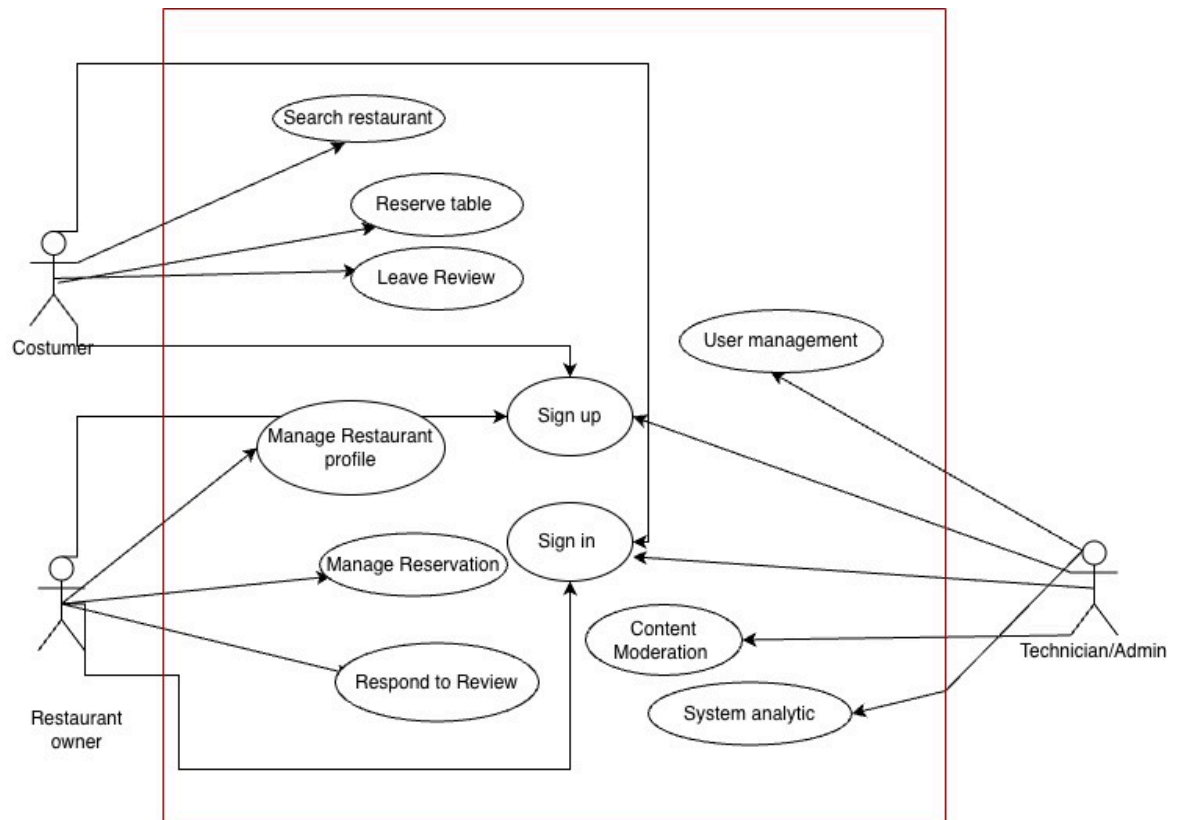 Search restaurant
Reserve table
Leave Review
Costumer
User management
Sign up
Manage Restaurant
profile
Sign in
Manage Reservation
Content
Moderation
Technician/Admin
Respond to Review
System analytic
Restaurant
owner